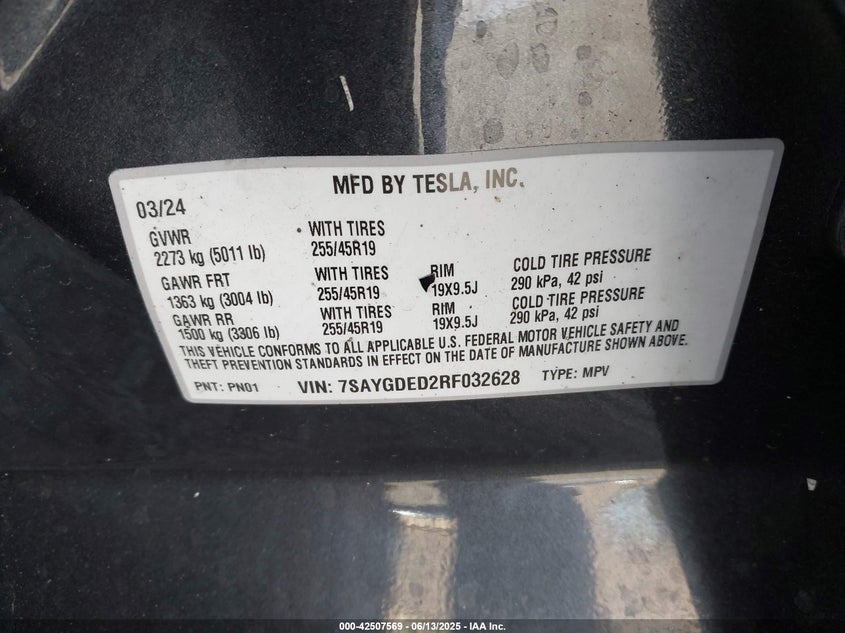 MFD BY TESLA, INC.
03/24
GVWR WITH TIRES
2273 kg (5011 lb) 255/45R19
GAWR FRT WITH TIRES RIM COLD TIRE PRESSURE
1363 kg (3004 lb) 255/45R19 19X9.5J 290 kPa, 42 psi
GAWR RR WITH TIRES RIM COLD TIRE PRESSURE
1500 kg (3306 lb) 255/45R19 19X9.5J 290 kPa, 42 psi
THIS VEHICLE CONFORMS TO ALL APPLICABLE U.S. FEDERAL MOTOR VEHICLE SAFETY AND
THEFT PREVENTION STANDARDS IN EFFECT ON THE DATE OF MANUFACTURE SHOWN ABOVE.
PNT: PN01 VIN: 7SAYGDED2RF032628 TYPE: MPV
000-42507569 06/13/2025 IAA Inc.